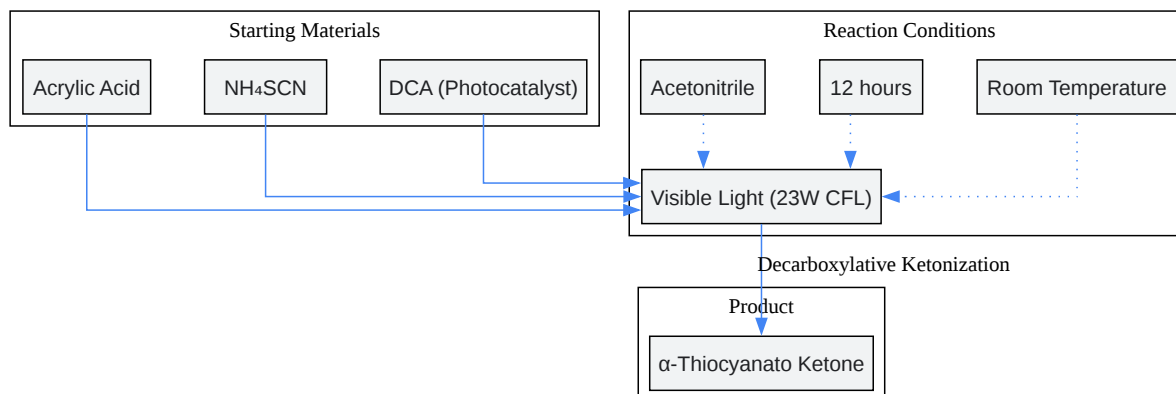 Starting Materials
Acrylic Acid
NH₄SCN
DCA (Photocatalyst)
Reaction Conditions
Acetonitrile
12 hours
Room Temperature
Visible Light (23W CFL)
Decarboxylative Ketonization
Product
α-Thiocyanato Ketone